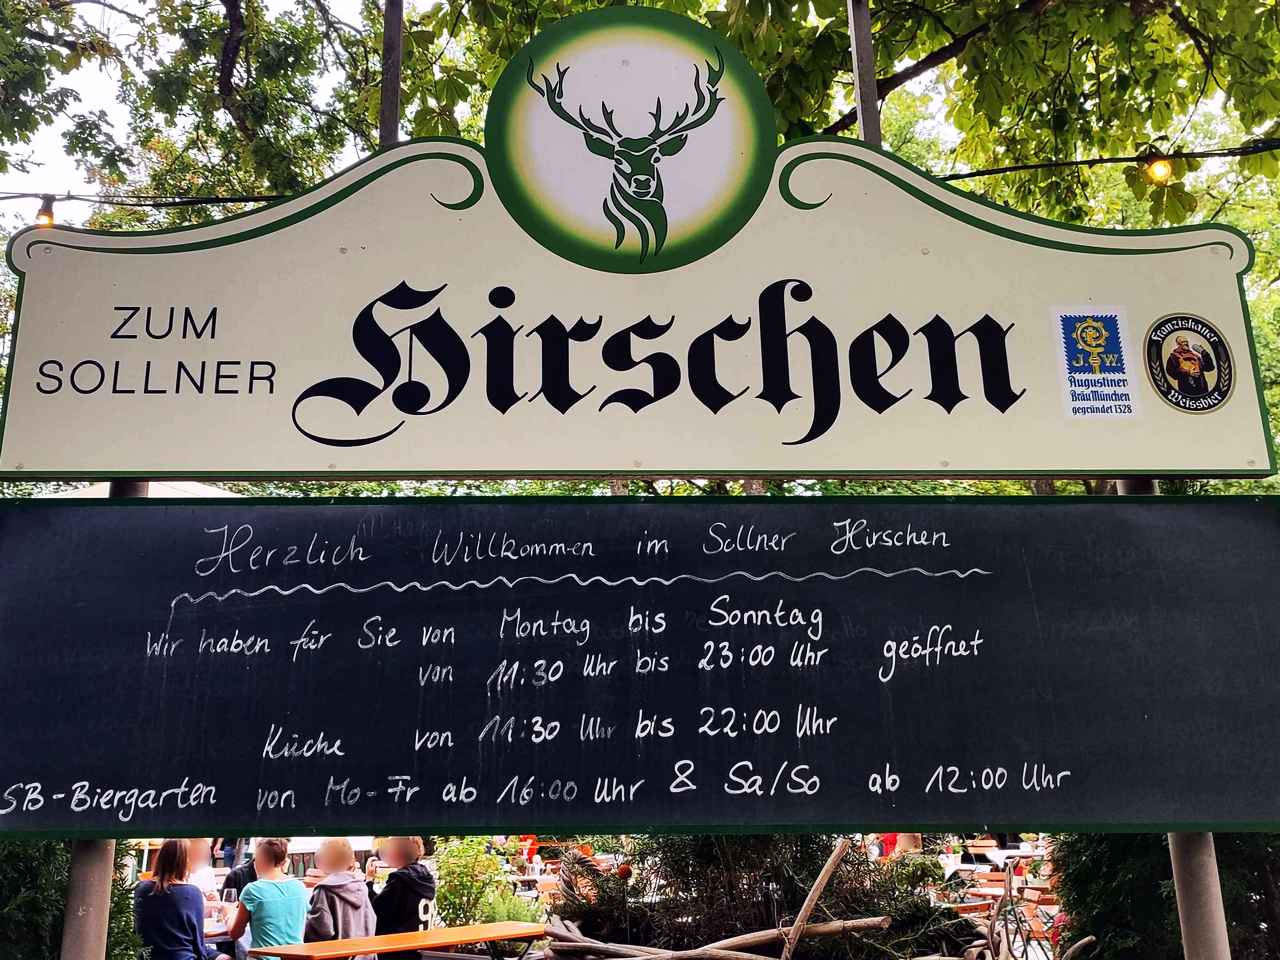 ZUM
SOLLNER
Hirschen
J.W.
Augustiner
Bräu München
gegründet 1328
Franziskaner
Weissbier
Herzlich Willkommen im Sollner Hirschen
Wir haben für Sie von Montag bis Sonntag
von 11:30 Uhr bis 23:00 Uhr geöffnet
Küche von 11:30 Uhr bis 22:00 Uhr
SB-Biergarten von Mo-Fr ab 16:00 Uhr & Sa/So ab 12:00 Uhr
9